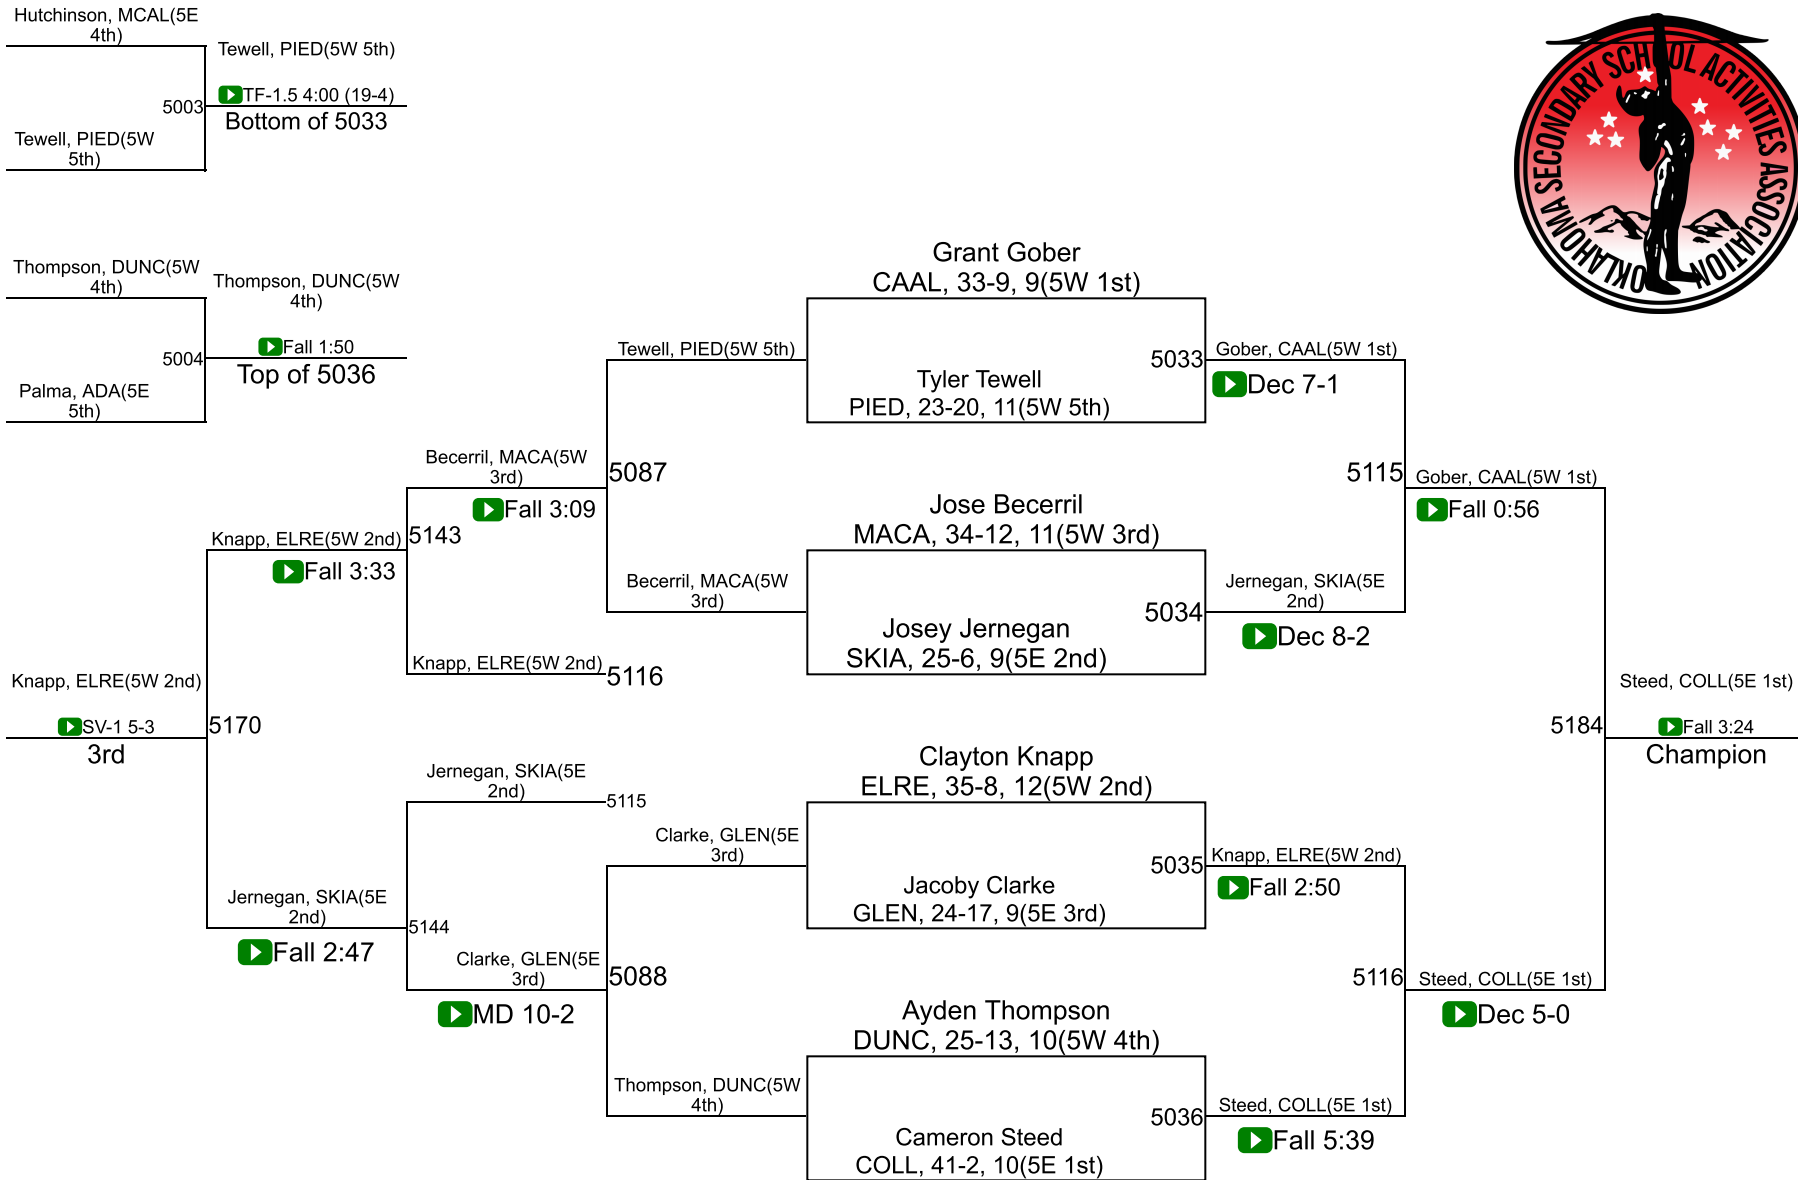 Hutchinson, MCAL(5E
4th)
Tewell, PIED(5W 5th)
5003
TF-1.5 4:00 (19-4)
Bottom of 5033
Tewell, PIED(5W
5th)
OKLAHOMA SECONDARY SCHOOL ACTIVITIES ASSOCIATION
Thompson, DUNC(5W
4th)
Thompson, DUNC(5W
4th)
5004
Fall 1:50
Top of 5036
Palma, ADA(5E
5th)
Grant Gober
CAAL, 33-9, 9(5W 1st)
Tewell, PIED(5W 5th)
5033
Gober, CAAL(5W 1st)
Dec 7-1
Tyler Tewell
PIED, 23-20, 11(5W 5th)
Becerril, MACA(5W
3rd)
5087
Fall 3:09
5115
Gober, CAAL(5W 1st)
Fall 0:56
Jose Becerril
MACA, 34-12, 11(5W 3rd)
Knapp, ELRE(5W 2nd)
5143
Fall 3:33
Becerril, MACA(5W
3rd)
5034
Jernegan, SKIA(5E
2nd)
Dec 8-2
Josey Jernegan
SKIA, 25-6, 9(5E 2nd)
Knapp, ELRE(5W 2nd)
5116
Knapp, ELRE(5W 2nd)
SV-1 5-3
3rd
5170
Steed, COLL(5E 1st)
5184
Fall 3:24
Champion
Clayton Knapp
ELRE, 35-8, 12(5W 2nd)
Jernegan, SKIA(5E
2nd)
5115
Clarke, GLEN(5E
3rd)
5035
Knapp, ELRE(5W 2nd)
Fall 2:50
Jacoby Clarke
GLEN, 24-17, 9(5E 3rd)
Jernegan, SKIA(5E
2nd)
5144
Fall 2:47
Clarke, GLEN(5E
3rd)
5088
MD 10-2
5116
Steed, COLL(5E 1st)
Dec 5-0
Ayden Thompson
DUNC, 25-13, 10(5W 4th)
Thompson, DUNC(5W
4th)
5036
Steed, COLL(5E 1st)
Fall 5:39
Cameron Steed
COLL, 41-2, 10(5E 1st)